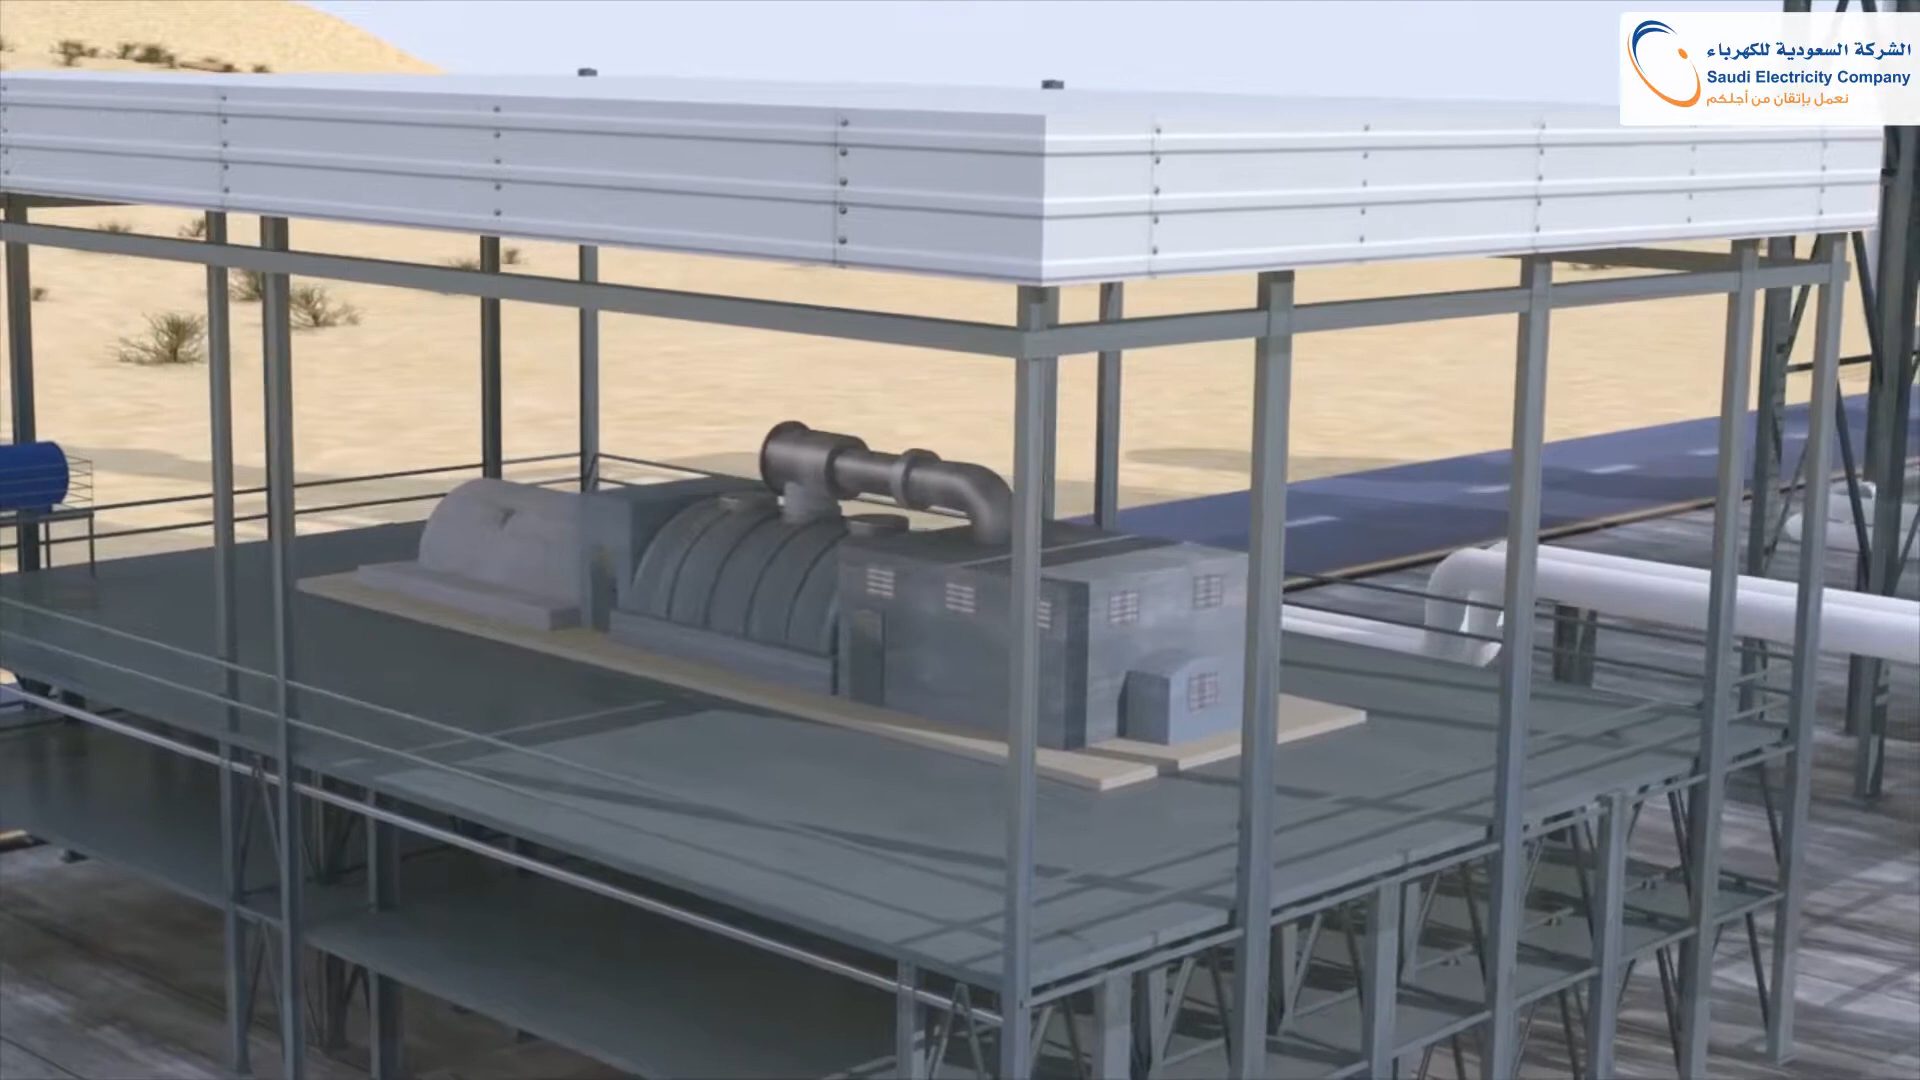 الشركة السعودية للكهرباء
Saudi Electricity Company
نعمل بإتقان من أجلكم